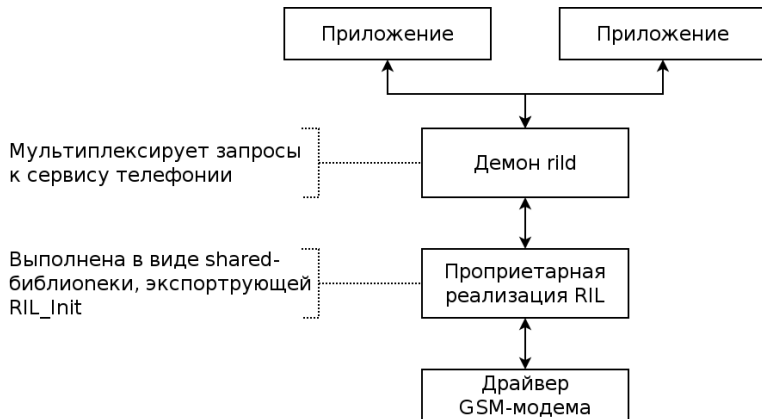 Приложение
Приложение
Мультиплексирует запросы
к сервису телефонии
Демон rild
Выполнена в виде shared-
библиопеки, экспортрующей
RIL_Init
Проприетарная
реализация RIL
Драйвер
GSM-модема